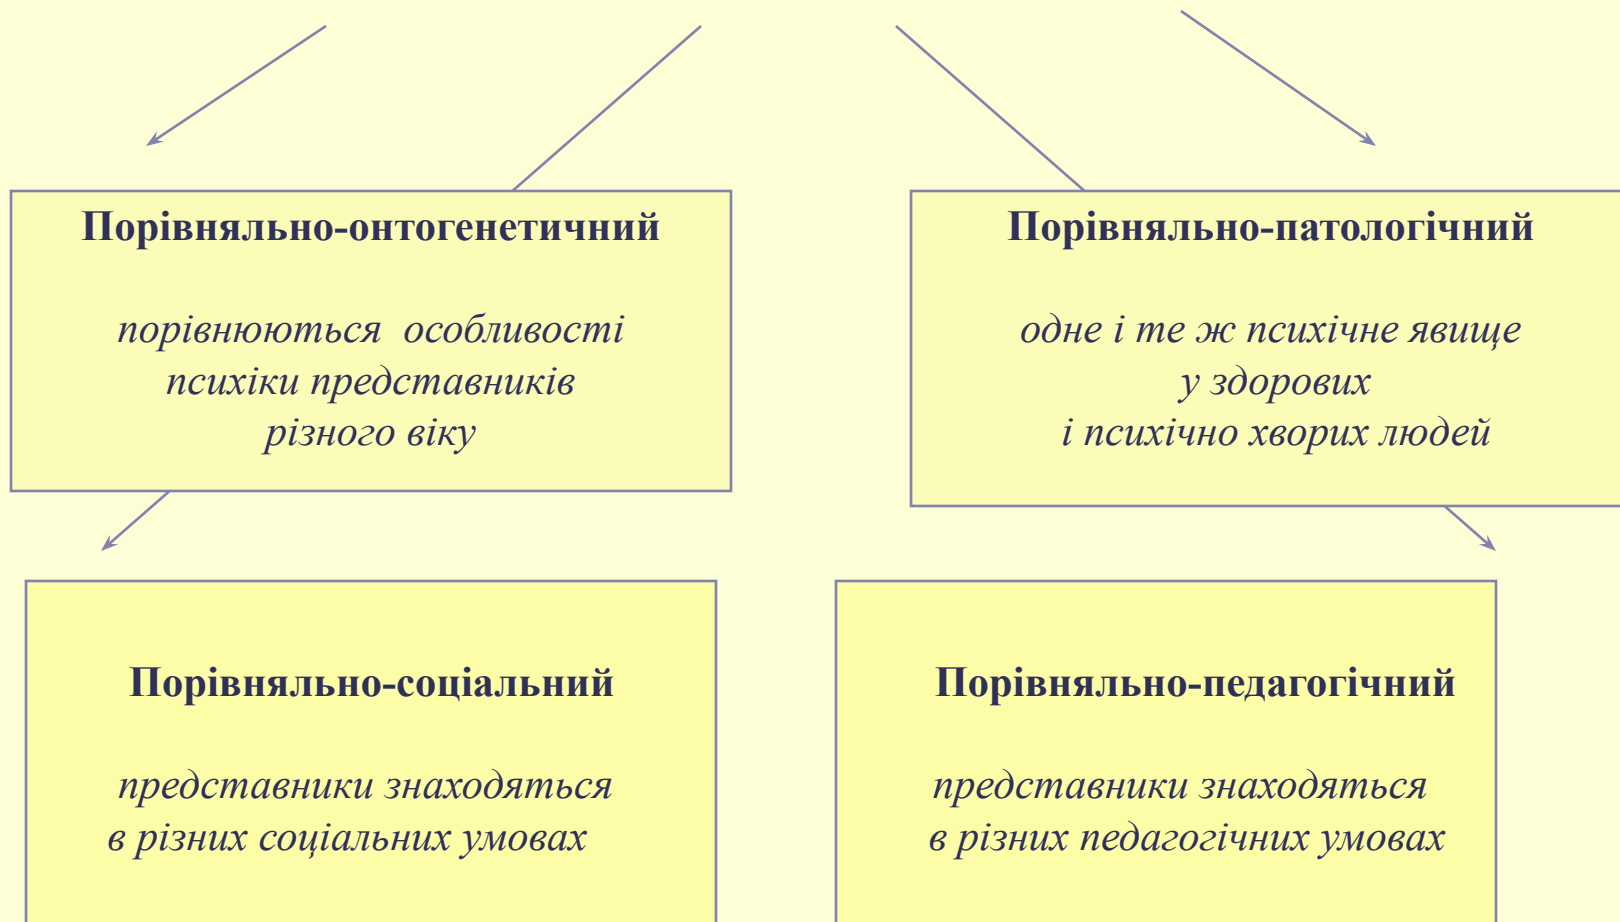 Порівняльно-онтогенетичний
порівнюються особливості
психіки представників
різного віку
Порівняльно-патологічний
одне і те ж психічне явище
у здорових
і психічно хворих людей
Порівняльно-соціальний
представники знаходяться
в різних соціальних умовах
Порівняльно-педагогічний
представники знаходяться
в різних педагогічних умовах